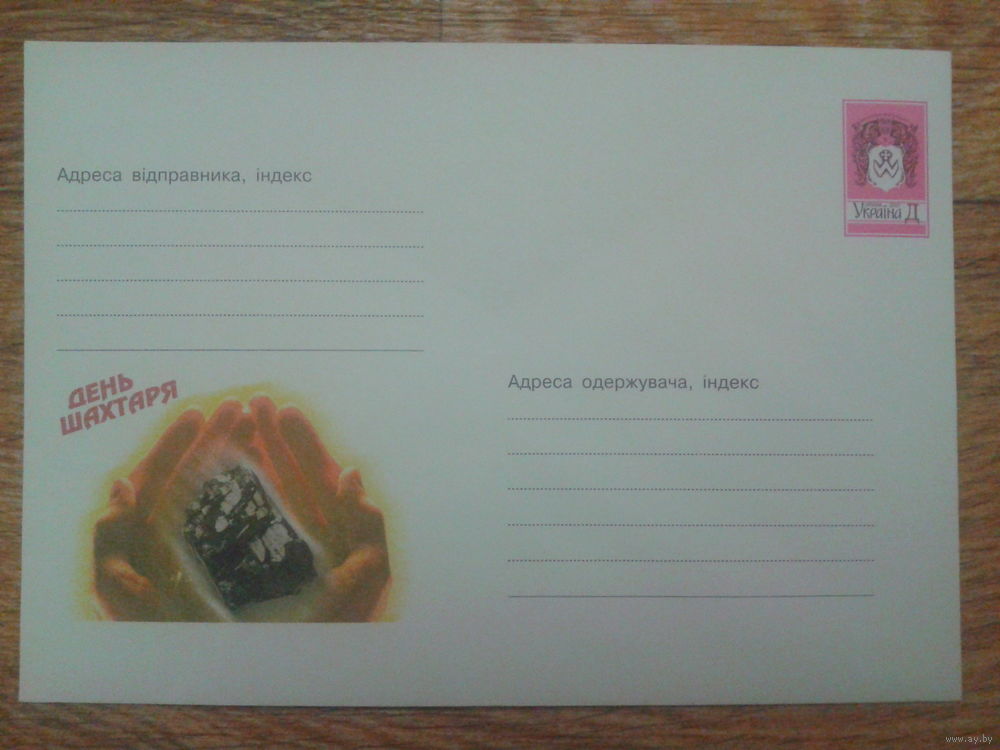 Адреса відправника, індекс
Україна Д
ДЕНЬ
ШАХТАРЯ
Адреса одержувача, індекс
www.ay.by